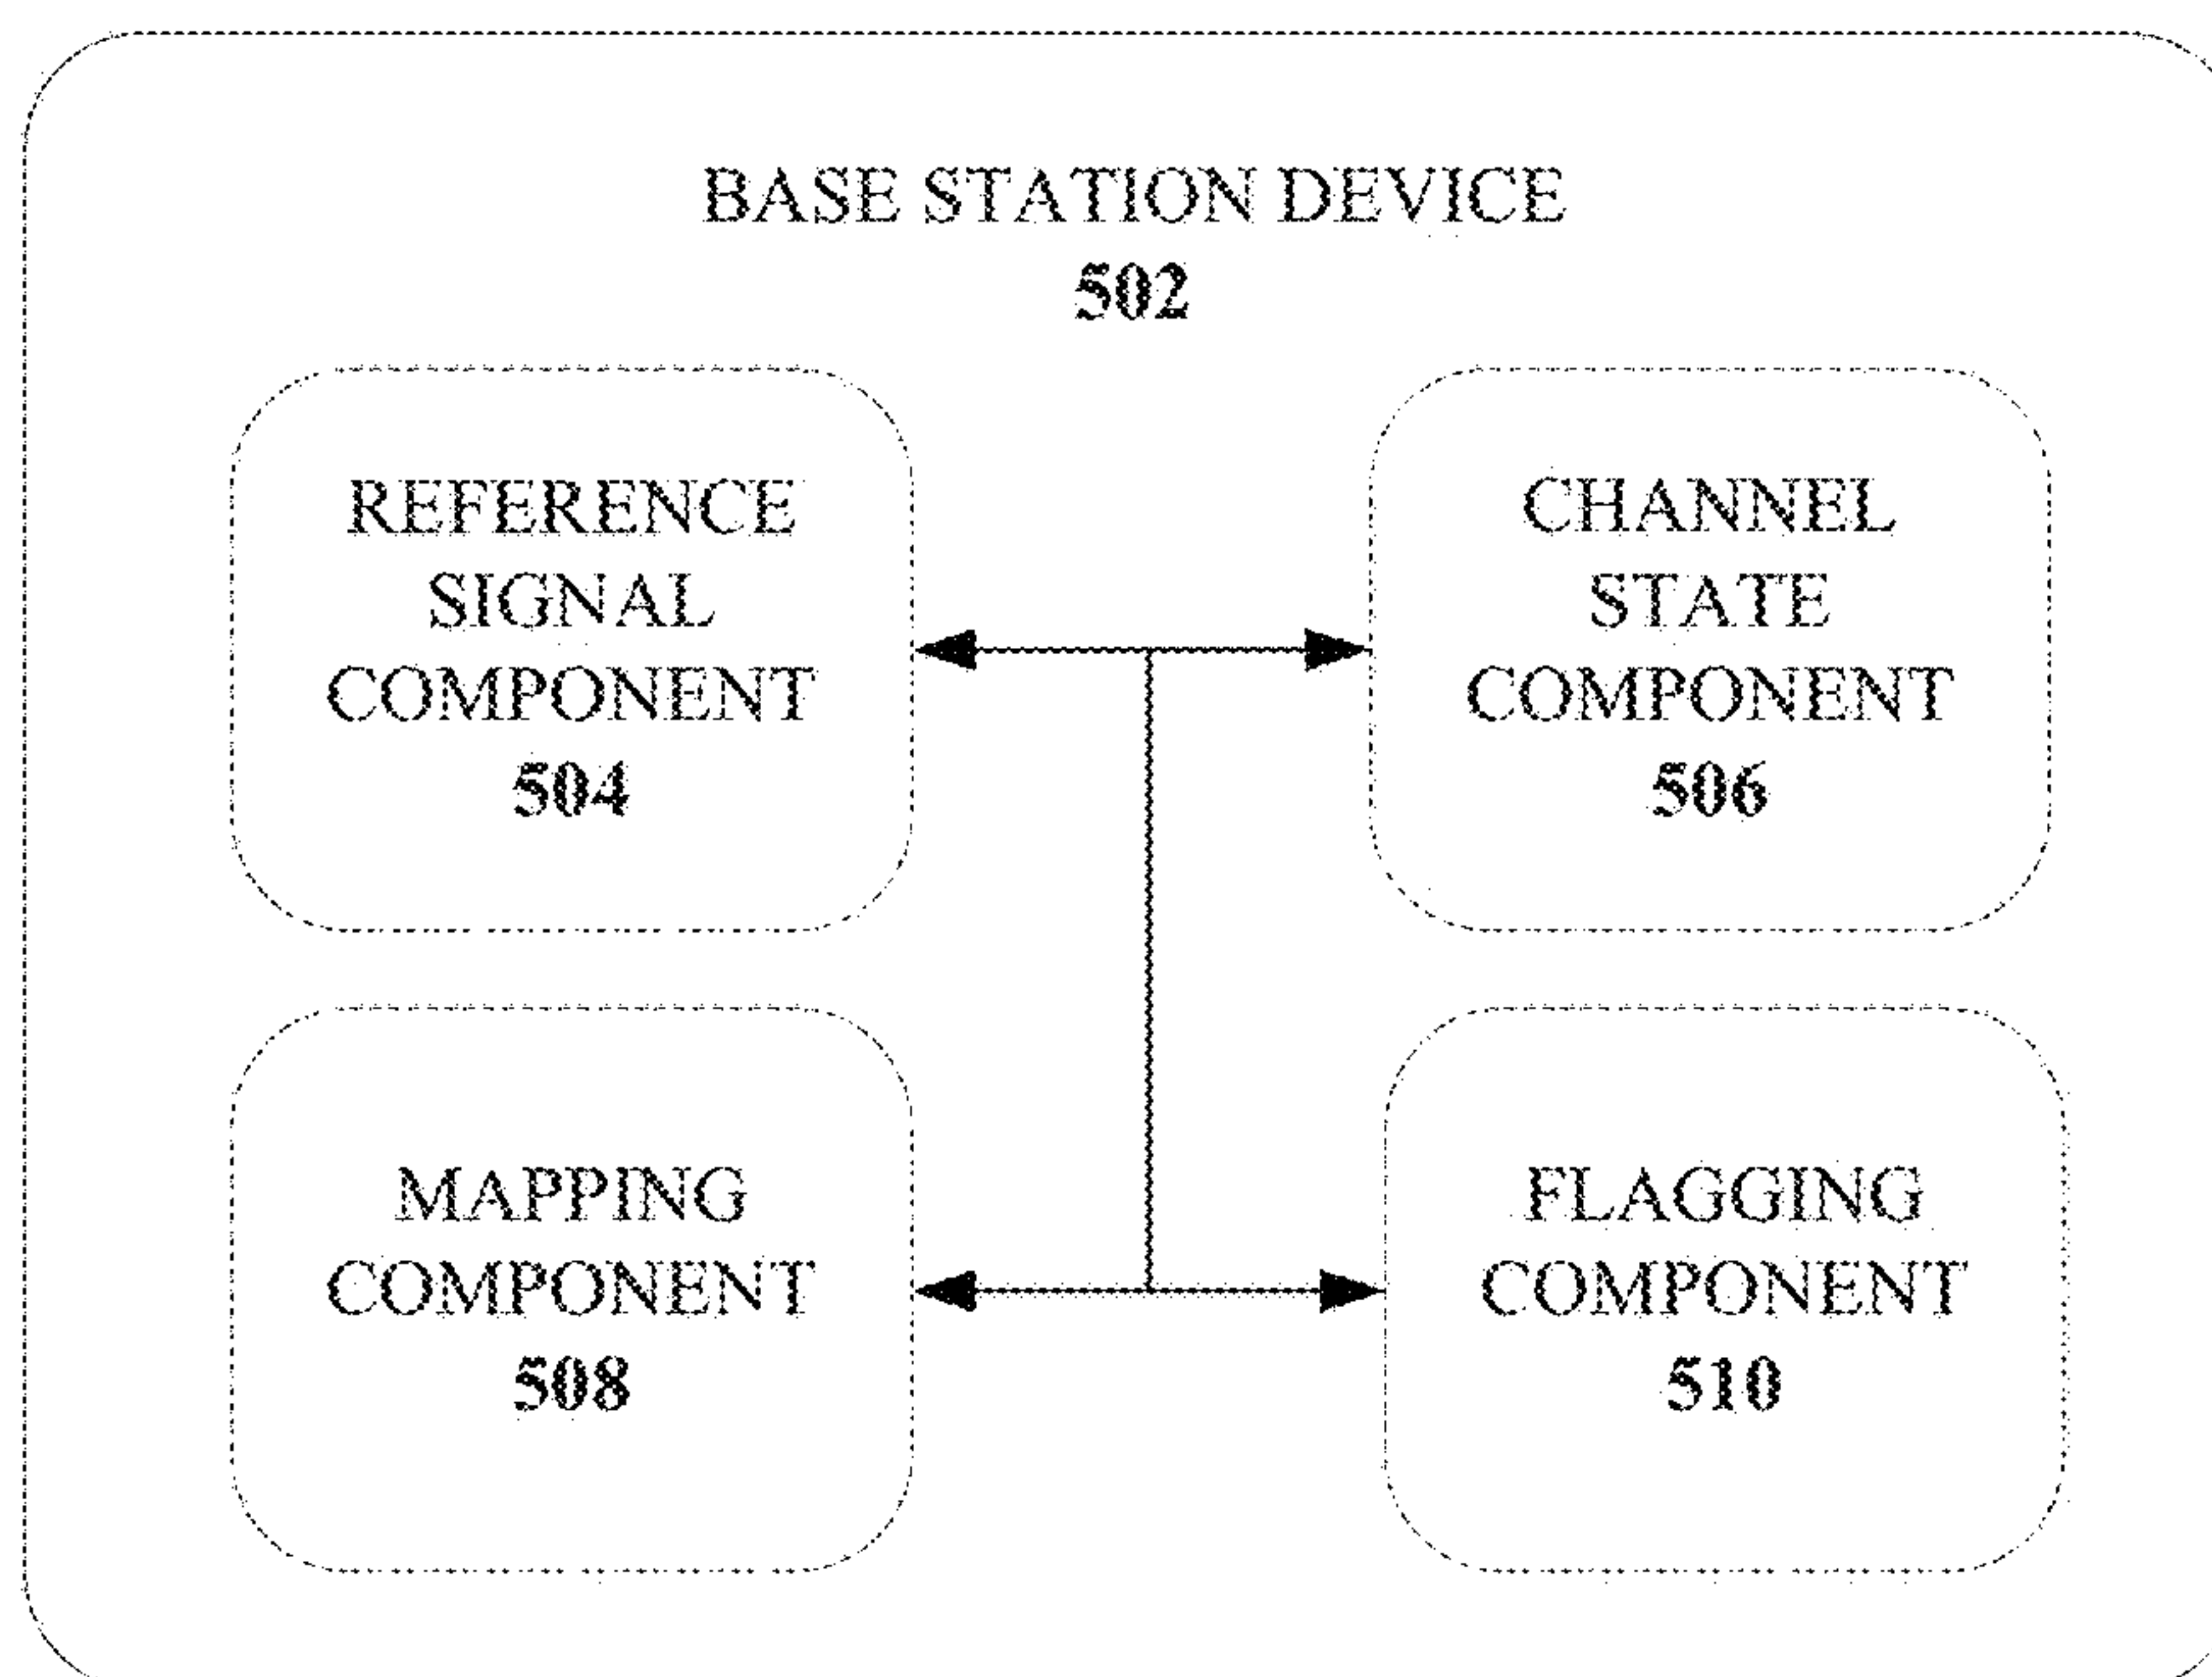 BASE STATION DEVICE
502
REFERENCE
SIGNAL
COMPONENT
504
CHANNEL
STATE
COMPONENT
506
MAPPING
COMPONENT
508
FLAGGING
COMPONENT
510